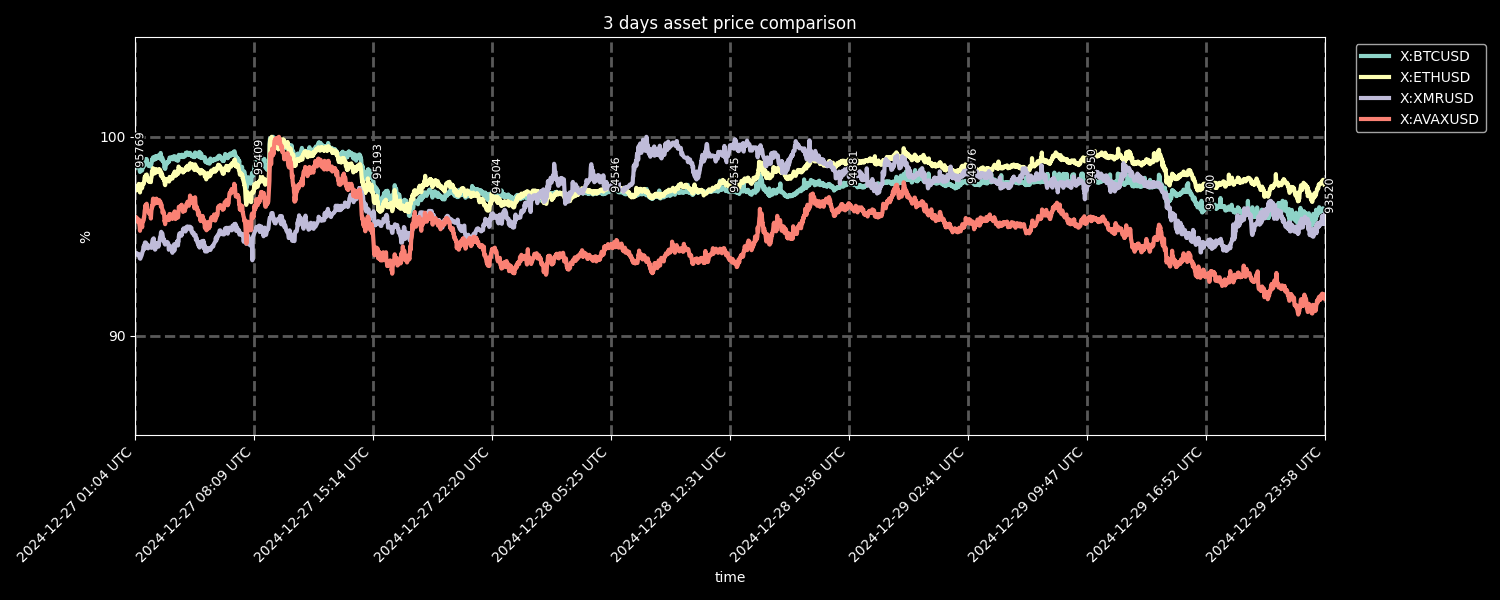 3 days asset price comparison
X:BTCUSD
X:ETHUSD
X:XMRUSD
X:AVAXUSD
100
90
%
95769
95409
95193
94504
94546
94545
94881
94976
94950
93700
93520
2024-12-27 01:04 UTC
2024-12-27 08:09 UTC
2024-12-27 15:14 UTC
2024-12-27 22:20 UTC
2024-12-28 05:25 UTC
2024-12-28 12:31 UTC
2024-12-28 19:36 UTC
2024-12-29 02:41 UTC
2024-12-29 09:47 UTC
2024-12-29 16:52 UTC
2024-12-29 23:58 UTC
time